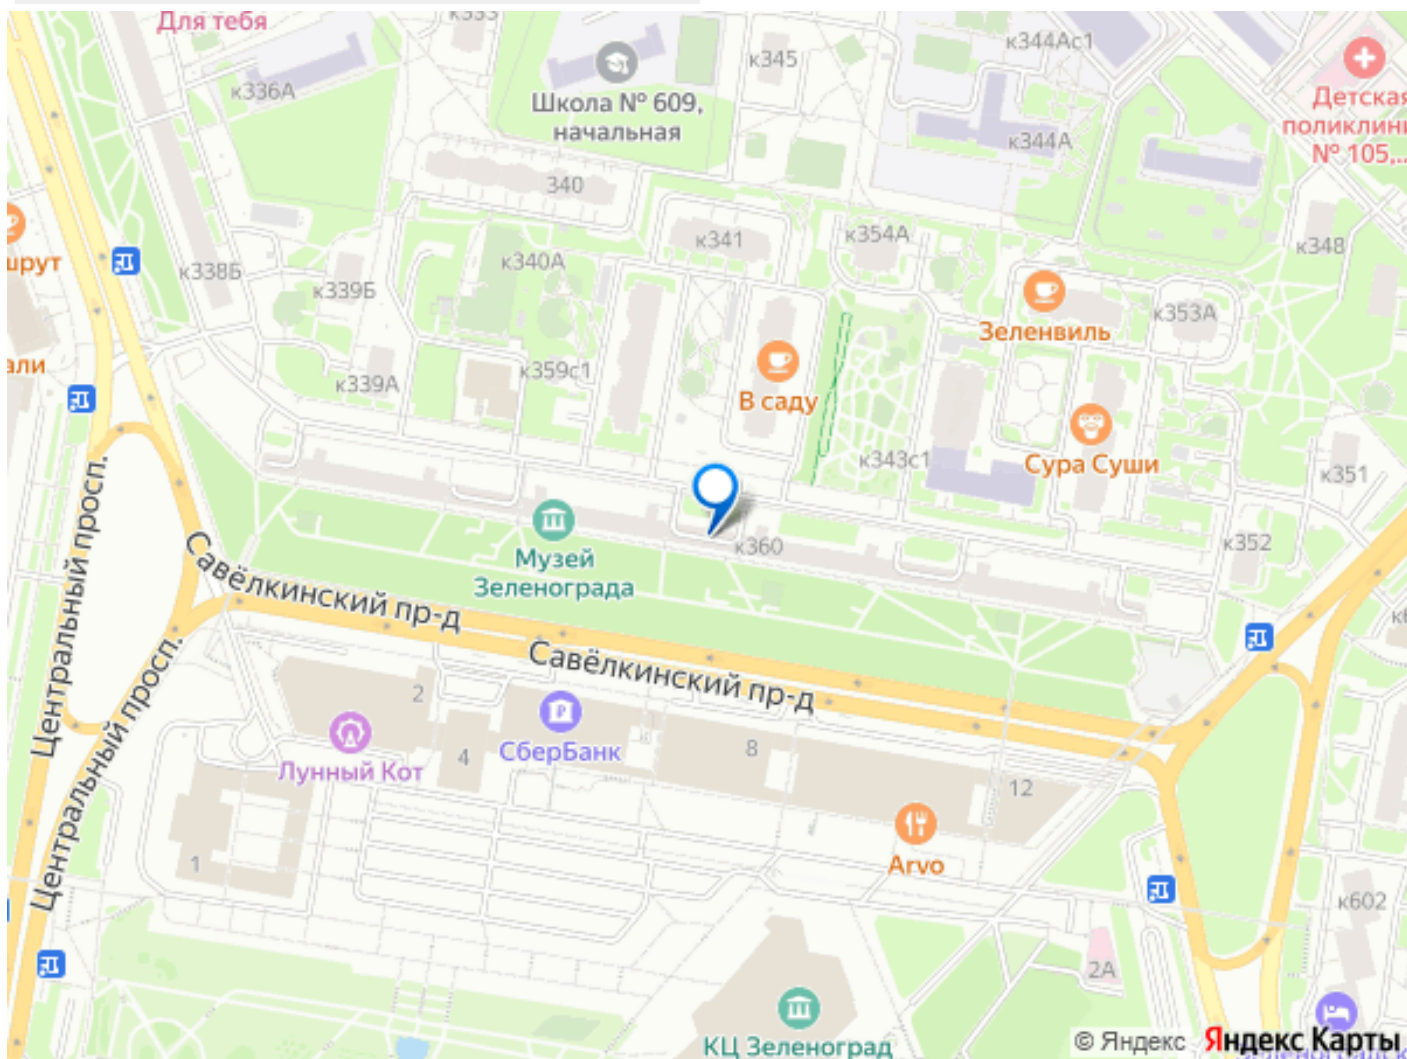 Для тебя
к333
к345
к344Ас1
к336А
Школа № 609,
начальная
к344А
Детская
поликлини
№ 105,...
340
к341
к354А
к348
шрут
к338Б
к340А
к339Б
Зеленвиль
к353А
али
к339А
к359с1
В саду
к343с1
Сура Суши
к351
Центральный просп.
Музей
Зеленограда
к360
к352
Савёлкинский пр-д
Савёлкинский пр-д
Центральный просп.
2
4
СберБанк
8
12
Лунный Кот
1
Arvo
к602
2А
КЦ Зеленоград
© Яндекс Яндекс Карты